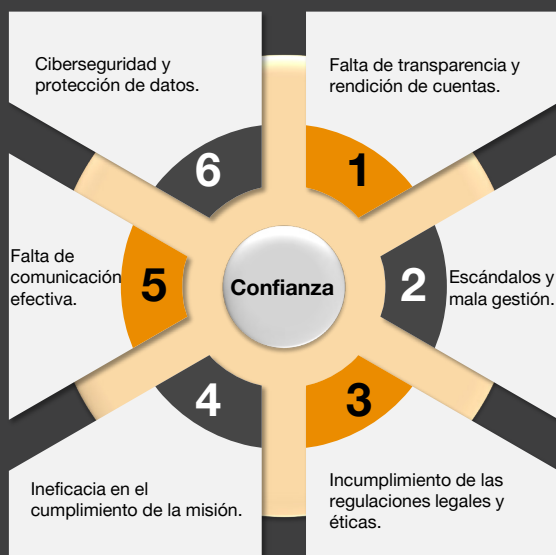 Ciberseguridad y
protección de datos.
6
Falta de transparencia y
rendición de cuentas.
1
Falta de
comunicación
efectiva.
5
Confianza
2
Escándalos y
mala gestión.
4
Ineficacia en el
cumplimiento de la misión.
3
Incumplimiento de las
regulaciones legales y
éticas.